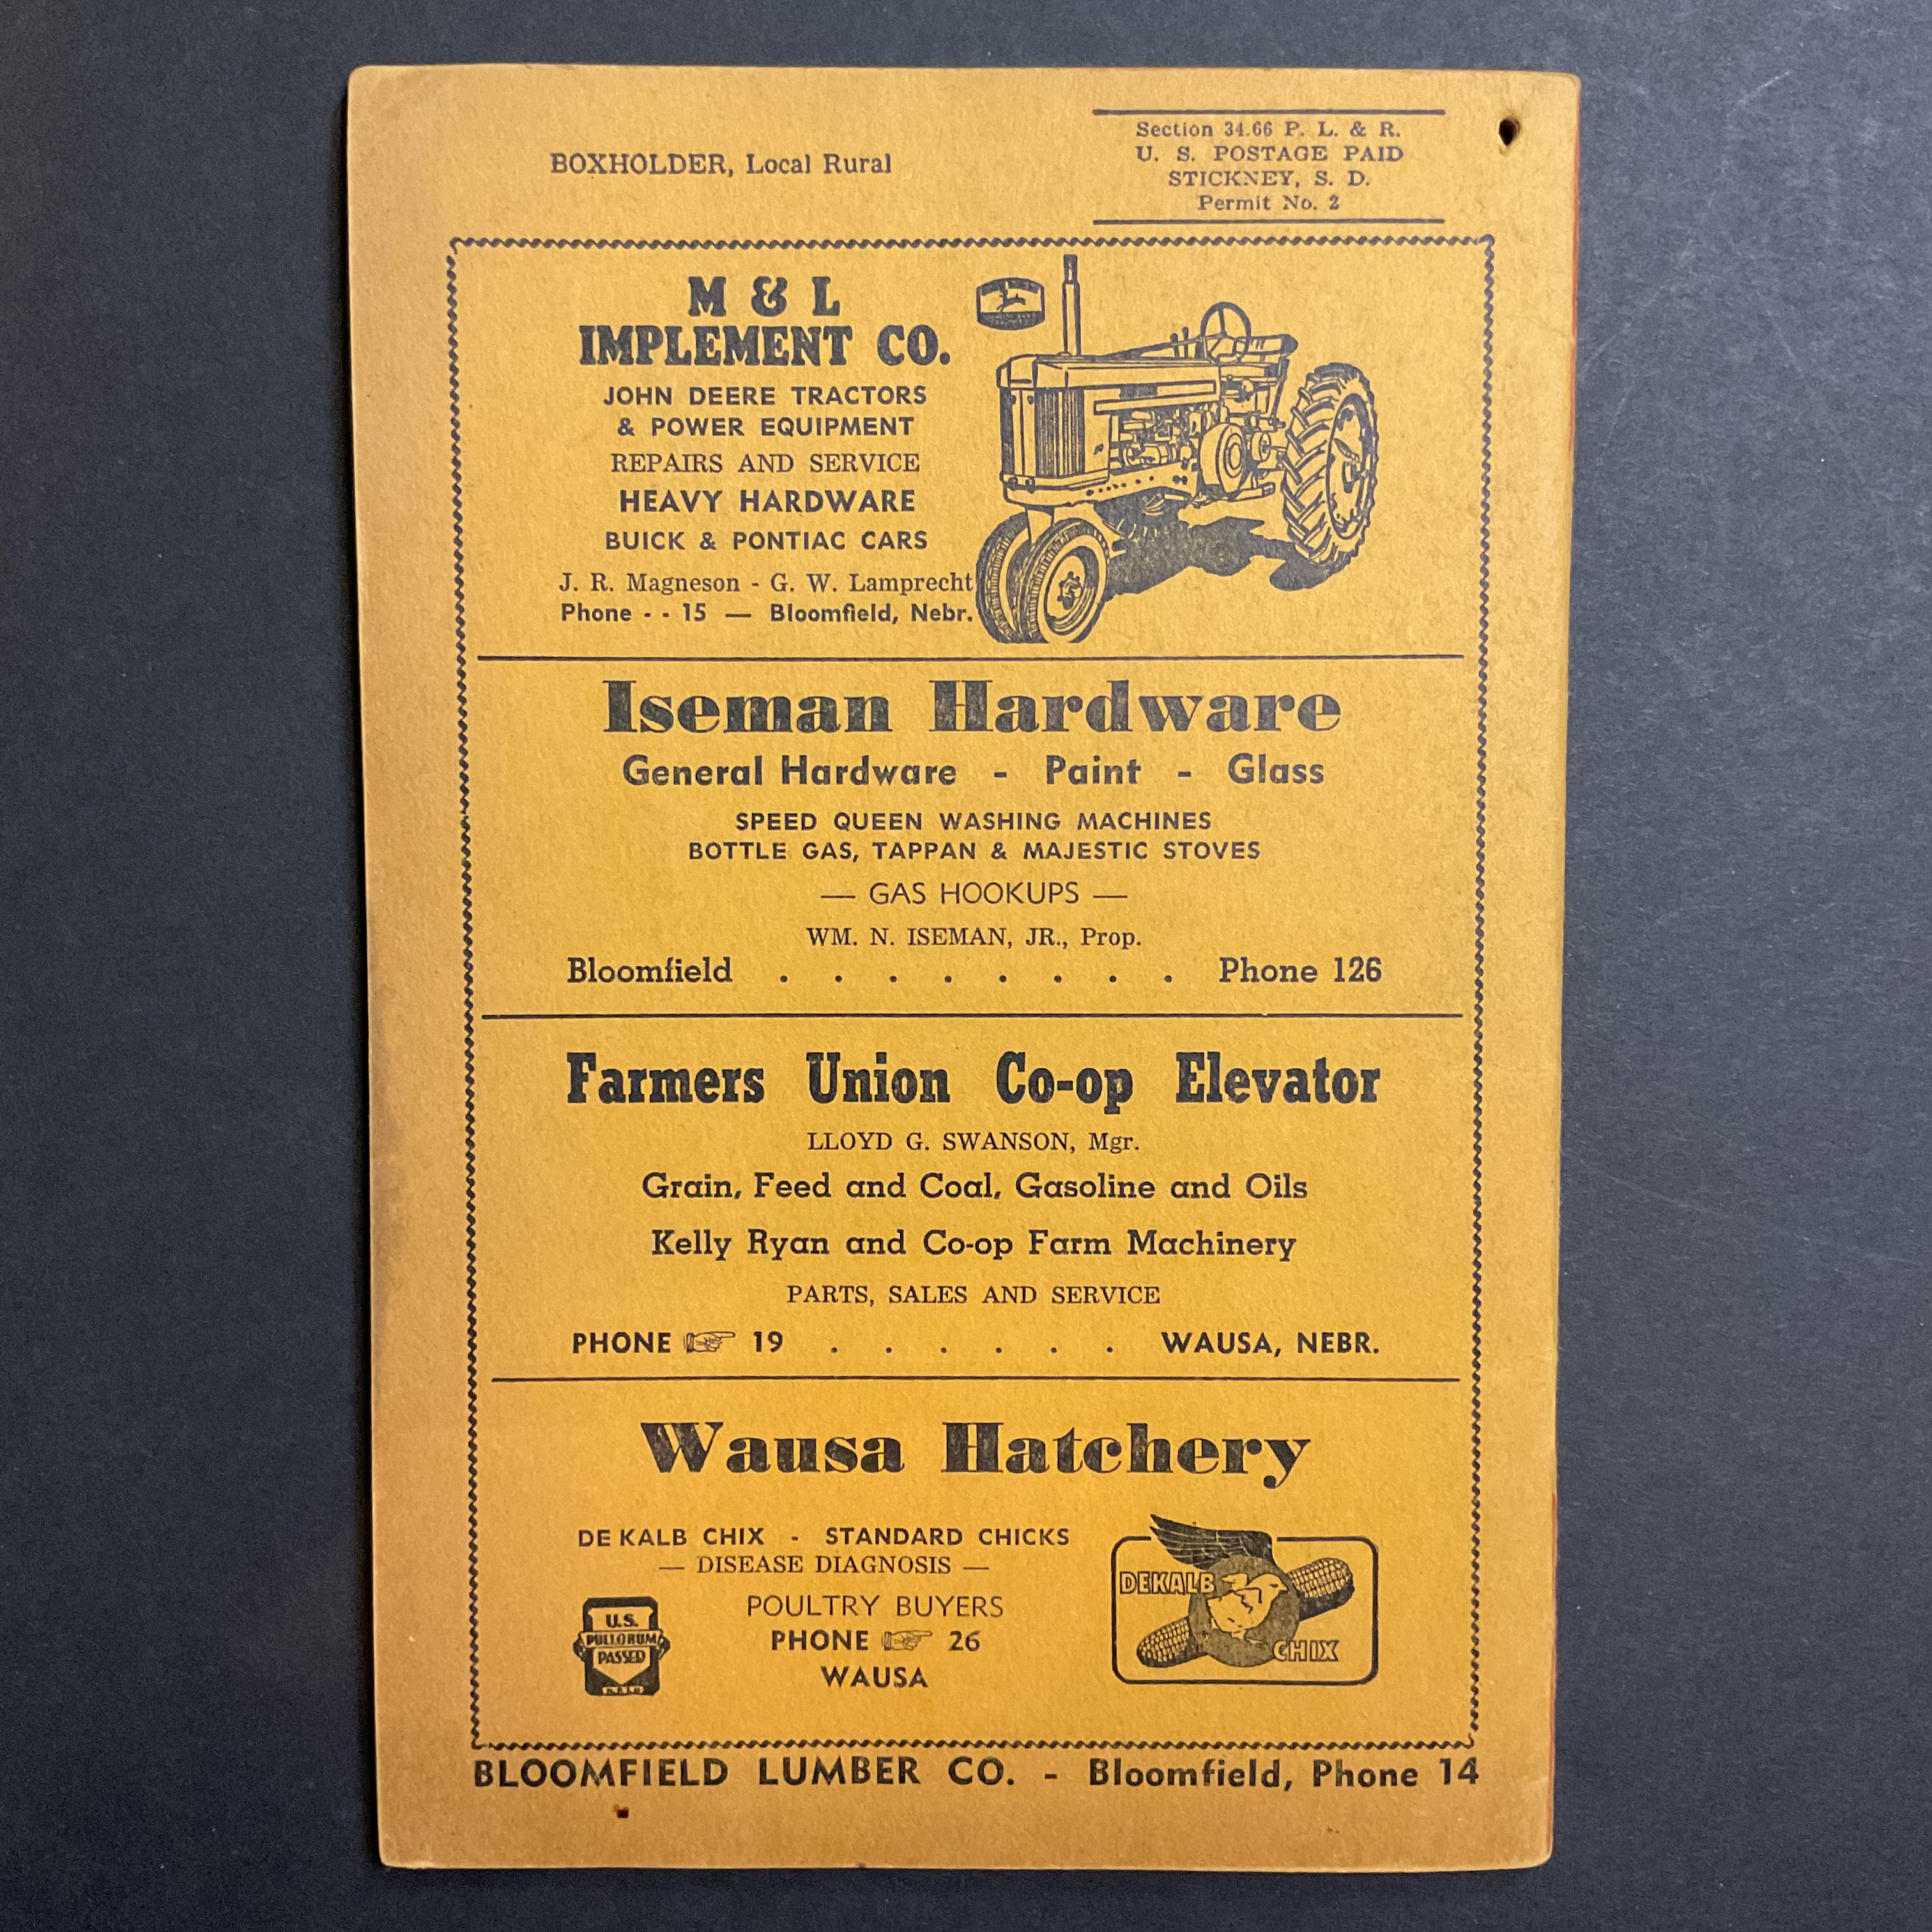 BOXHOLDER, Local Rural
Section 34.66 P. L. & R.
U. S. POSTAGE PAID
STICKNEY, S. D.
Permit No. 2
M & L
IMPLEMENT CO.
JOHN DEERE TRACTORS
& POWER EQUIPMENT
REPAIRS AND SERVICE
HEAVY HARDWARE
BUICK & PONTIAC CARS
J. R. Magneson - G. W. Lamprecht
Phone - - 15 — Bloomfield, Nebr.
Iseman Hardware
General Hardware - Paint - Glass
SPEED QUEEN WASHING MACHINES
BOTTLE GAS, TAPPAN & MAJESTIC STOVES
— GAS HOOKUPS —
WM. N. ISEMAN, JR., Prop.
Bloomfield . . . . . . . . Phone 126
Farmers Union Co-op Elevator
LLOYD G. SWANSON, Mgr.
Grain, Feed and Coal, Gasoline and Oils
Kelly Ryan and Co-op Farm Machinery
PARTS, SALES AND SERVICE
PHONE ☞ 19 . . . . . . WAUSA, NEBR.
Wausa Hatchery
DE KALB CHIX - STANDARD CHICKS
— DISEASE DIAGNOSIS —
POULTRY BUYERS
PHONE ☞ 26
WAUSA
U.S.
PULLORUM
PASSED
DEKALB
CHIX
BLOOMFIELD LUMBER CO. - Bloomfield, Phone 14